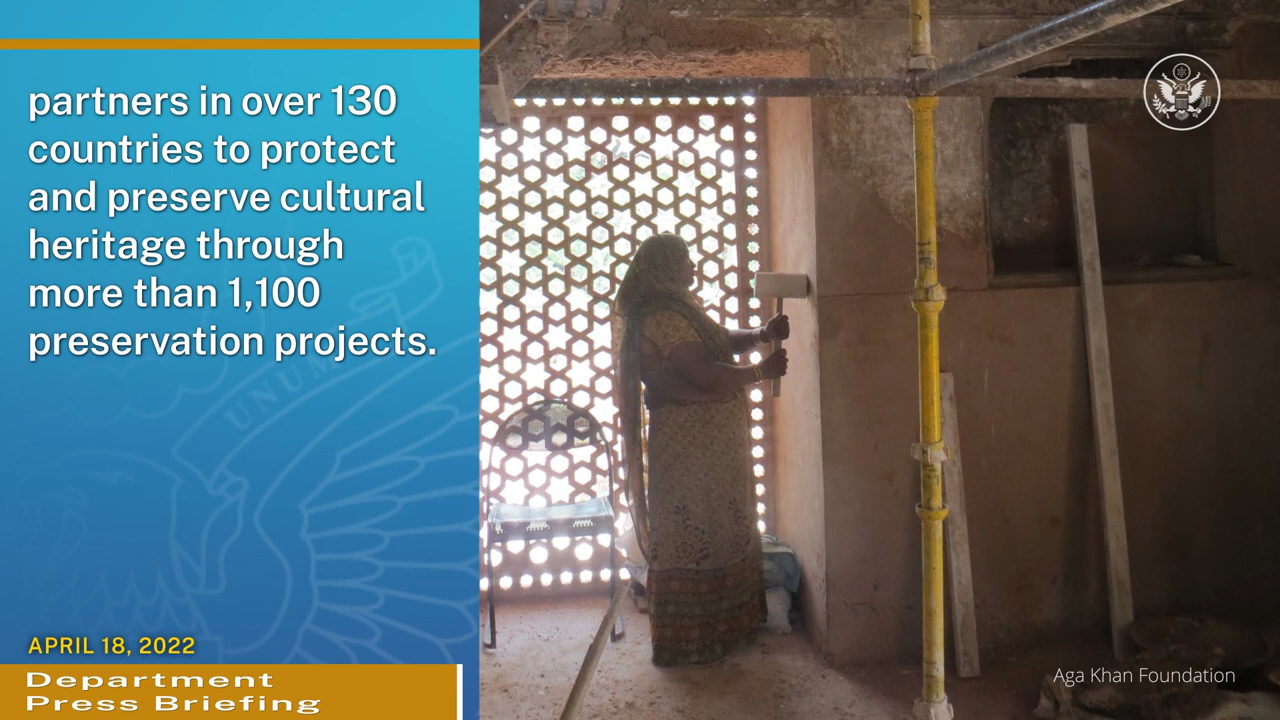 partners in over 130
countries to protect
and preserve cultural
heritage through
more than 1,100
preservation projects.
UNUM
APRIL 18, 2022
Department
Press Briefing
Aga Khan Foundation